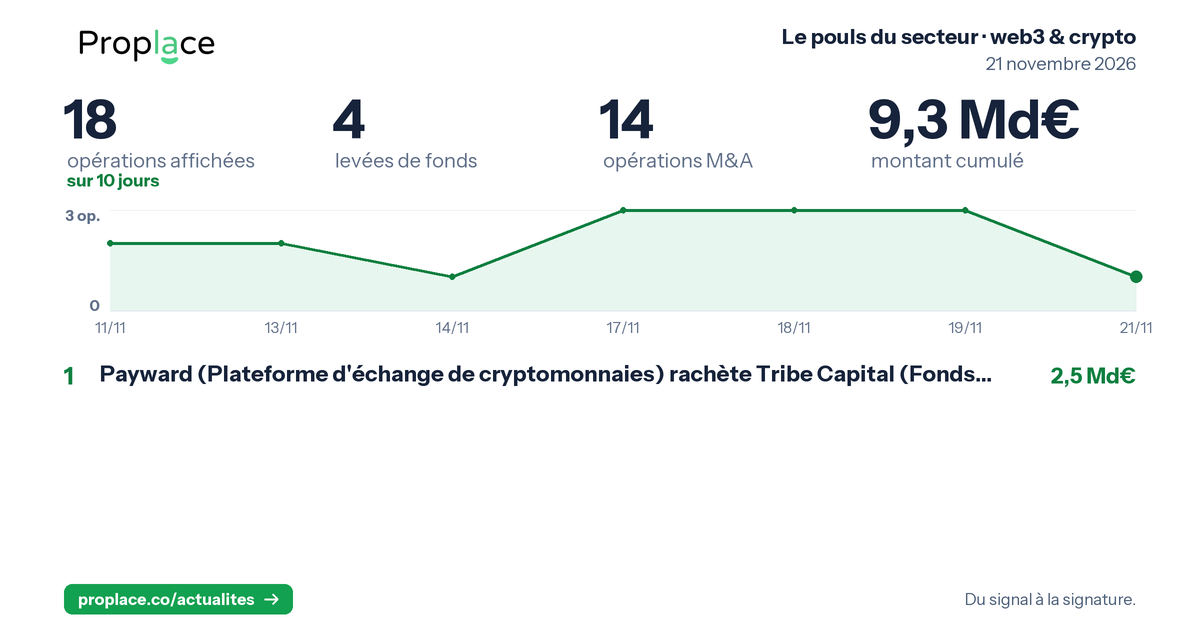 Proplace
Le pouls du secteur · web3 & crypto
21 novembre 2026
18
opérations affichées
sur 10 jours
4
levées de fonds
14
opérations M&A
9,3 Md€
montant cumulé
3 op.
0
11/11
13/11
14/11
17/11
18/11
19/11
21/11
1 Payward (Plateforme d'échange de cryptomonnaies) rachète Tribe Capital (Fonds... 2,5 Md€
proplace.co/actualites →
Du signal à la signature.